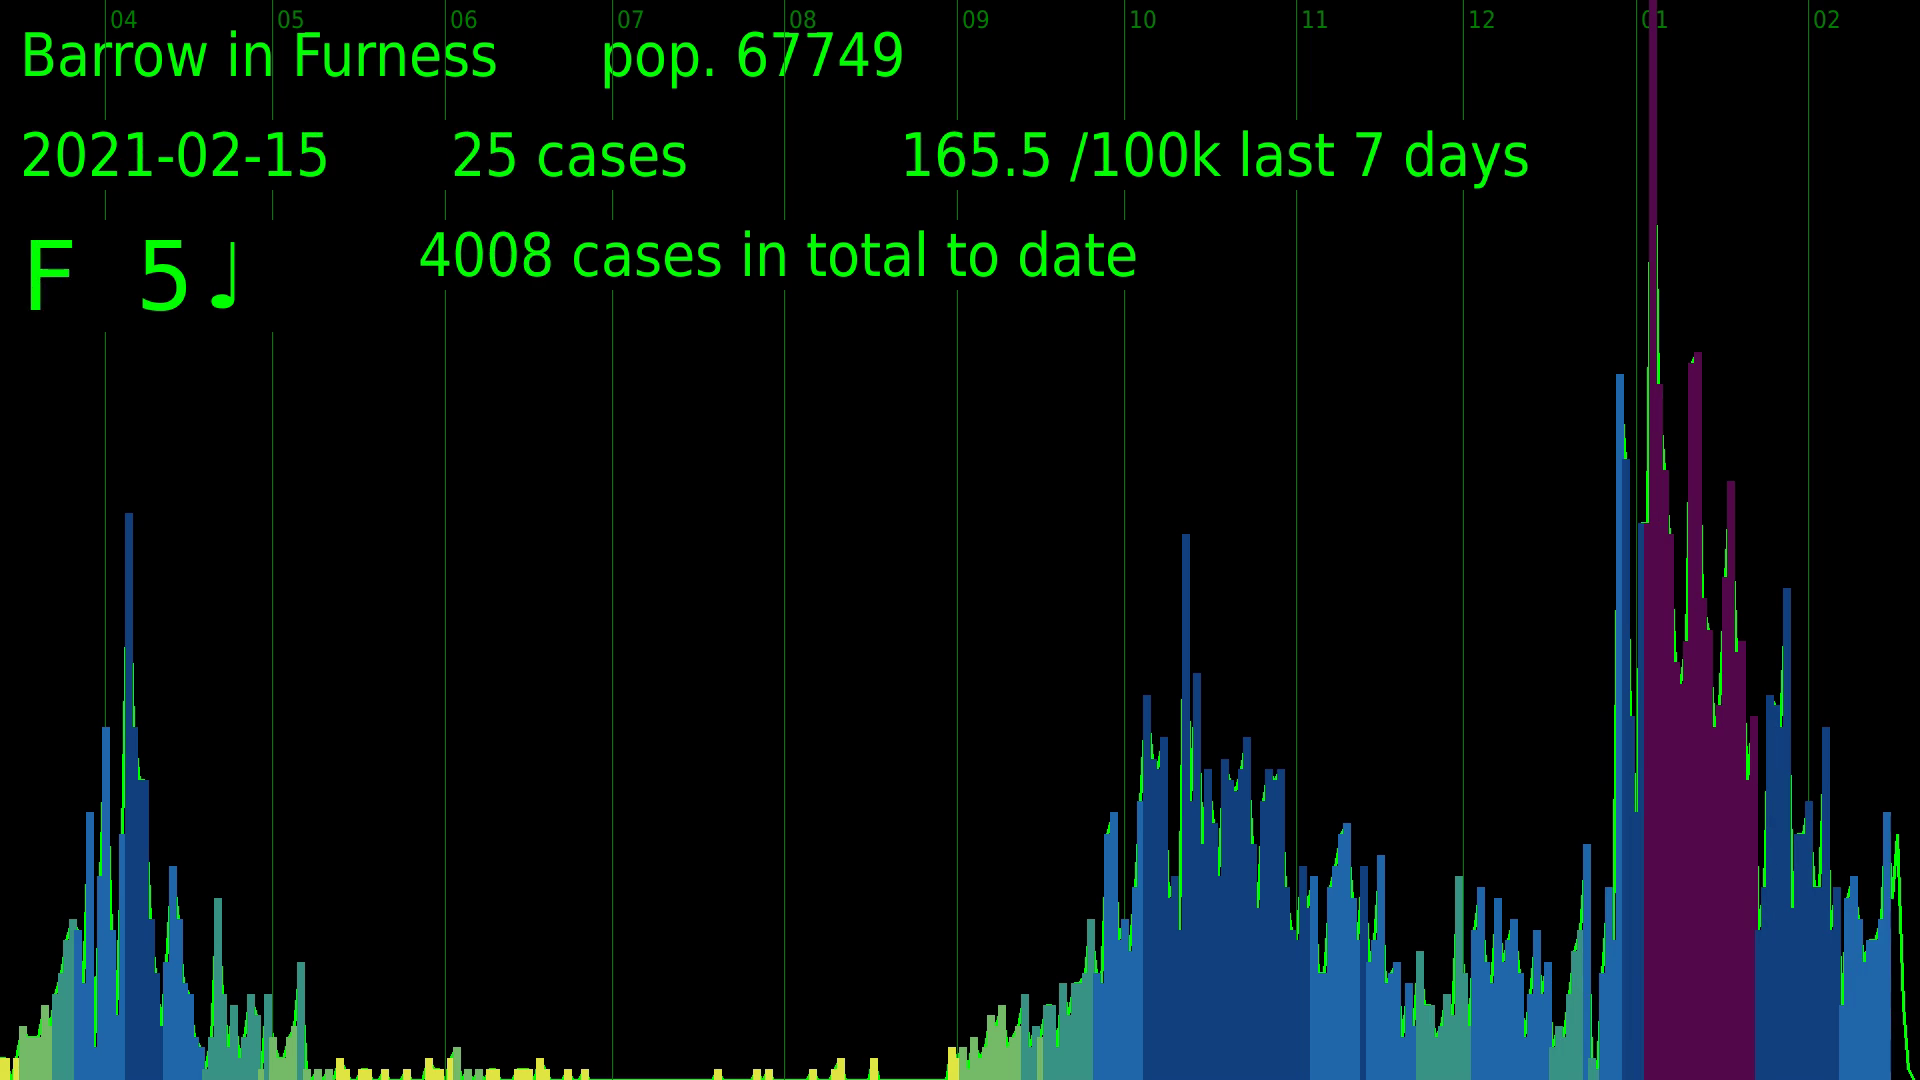 04 05 06 07 08 09 10 11 12 01 02
Barrow in Furness pop. 67749
2021-02-15 25 cases 165.5 /100k last 7 days
F 5♩ 4008 cases in total to date